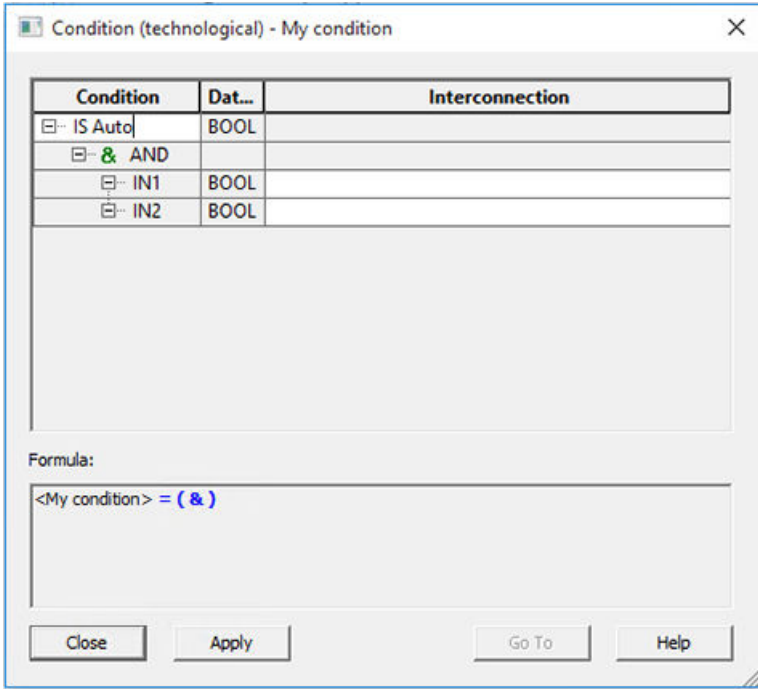 Condition (technological) - My condition
Condition Dat... Interconnection
IS Auto BOOL
& AND
IN1 BOOL
IN2 BOOL
Formula:
<My condition> = ( & )
Close Apply Go To Help